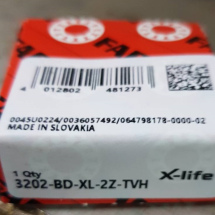 FAG
4 012802 481273
0045U0224/0036057492/064798178-0000-02
MADE IN SLOVAKIA
1 Qty
X-life
3202-BD-XL-2Z-TVH